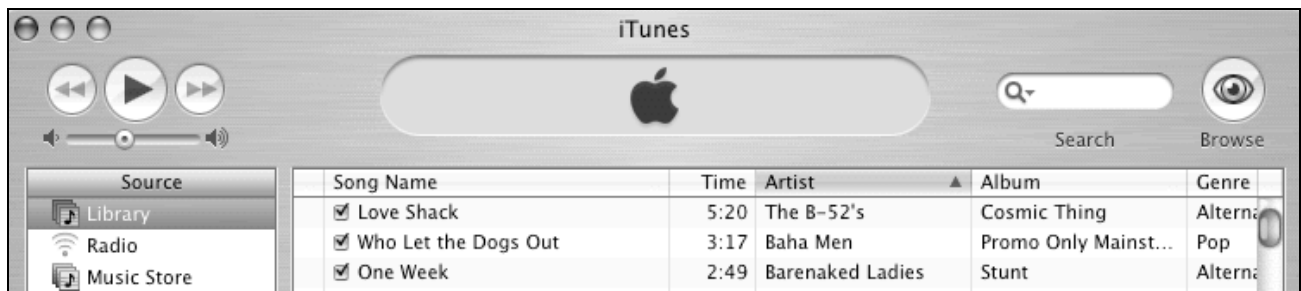 iTunes
Search Browse
Source Song Name Time Artist Album Genre
Library ☑ Love Shack 5:20 The B-52's Cosmic Thing Alterna
Radio ☑ Who Let the Dogs Out 3:17 Baha Men Promo Only Mainst... Pop
Music Store ☑ One Week 2:49 Barenaked Ladies Stunt Alterna